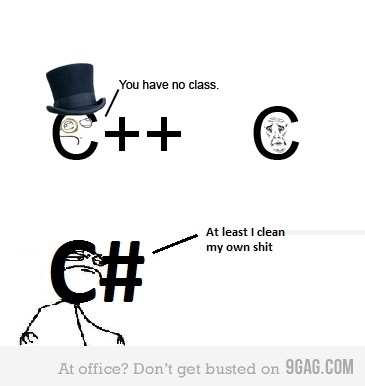 You have no class.
C++ C
At least I clean
my own shit
C#
At office? Don't get busted on 9GAG.COM